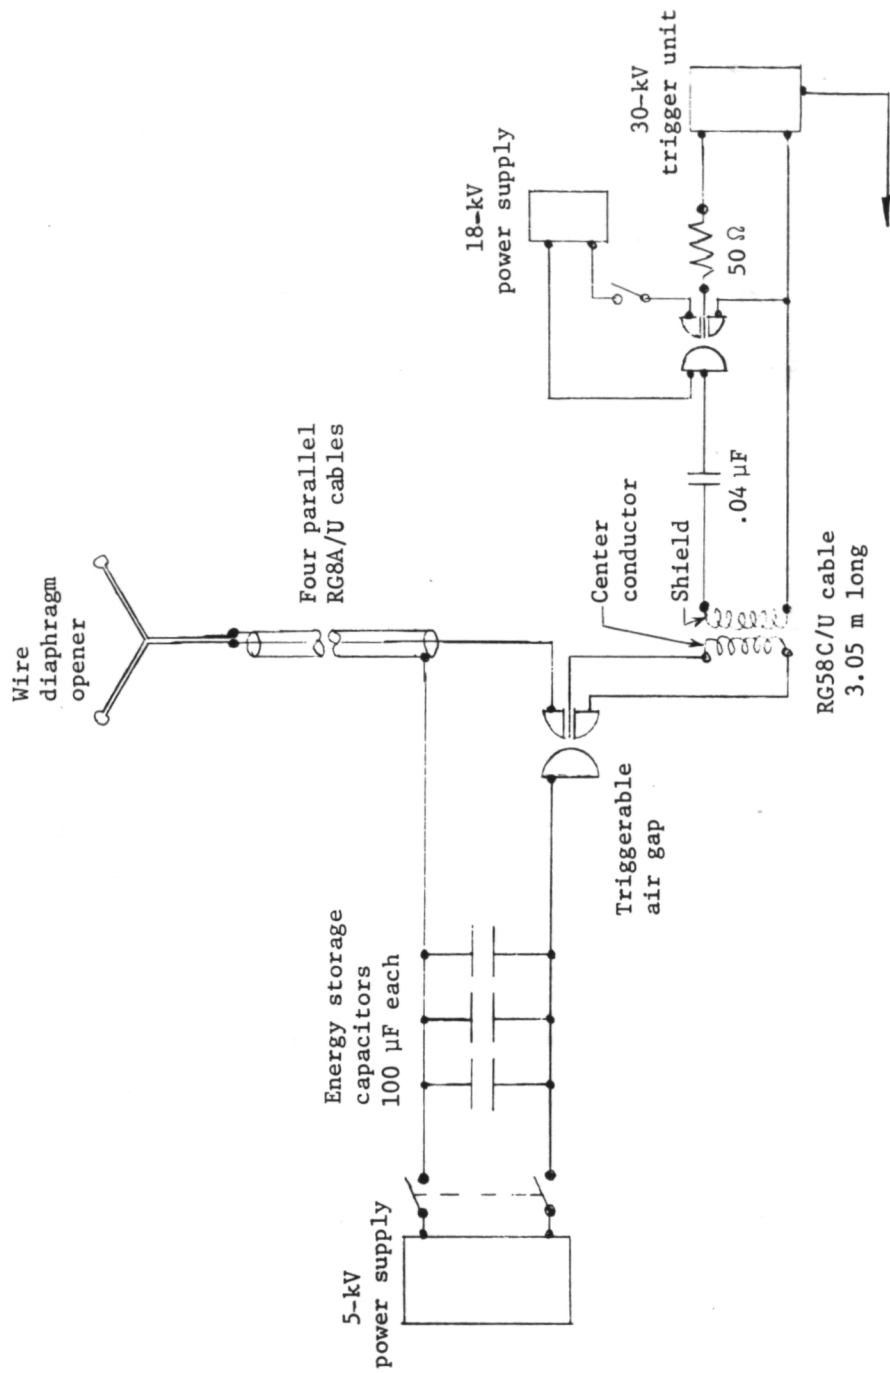 Wire
diaphragm
opener
Four parallel
RG8A/U cables
18-kV
power supply
30-kV
trigger unit
50 Ω
Center
conductor
Shield
.04 μF
RG58C/U cable
3.05 m long
Triggerable
air gap
Energy storage
capacitors
100 μF each
5-kV
power supply